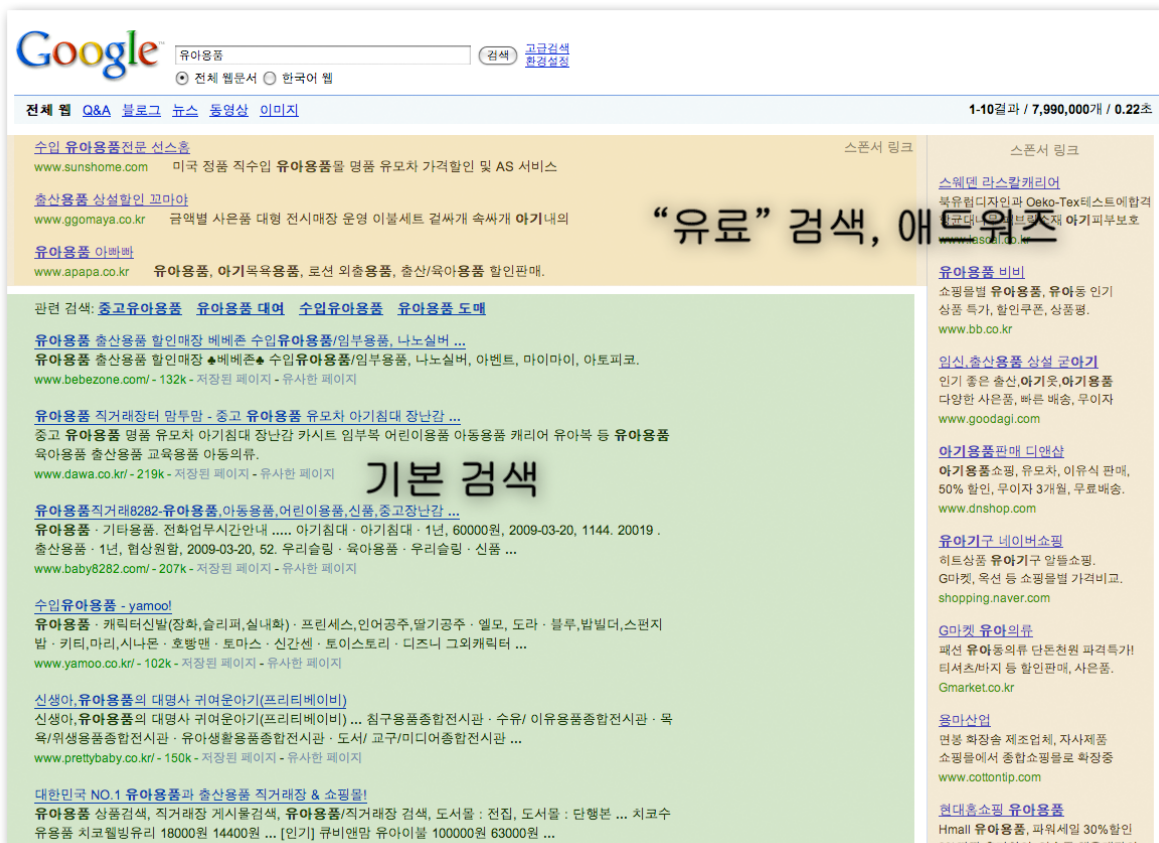 Google™
유아용품
검색
고급검색
환경설정
전체 웹문서 한국어 웹
전체 웹 Q&A 블로그 뉴스 동영상 이미지
1-10결과 / 7,990,000개 / 0.22초
수입 유아용품전문 선스홈
스폰서 링크
www.sunshome.com 미국 정품 직수입 유아용품몰 명품 유모차 가격할인 및 AS 서비스
출산용품 상설할인 꼬마야
www.ggomaya.co.kr 금액별 사은품 대형 전시매장 운영 이불세트 겉싸개 속싸개 아기내의
유아용품 아빠빠
www.apapa.co.kr 유아용품, 아기목욕용품, 로션 외출용품, 출산/육아용품 할인판매.
“유료” 검색, 애드워즈
관련 검색: 중고유아용품 유아용품 대여 수입유아용품 유아용품 도매
유아용품 출산용품 할인매장 베베존 수입유아용품/임부용품, 나노실버 ...
유아용품 출산용품 할인매장 ♣베베존♣ 수입유아용품/임부용품, 나노실버, 아벤트, 마이마이, 아토피코.
www.bebezone.com/ - 132k - 저장된 페이지 - 유사한 페이지
유아용품 직거래장터 맘투맘 - 중고 유아용품 유모차 아기침대 장난감 ...
중고 유아용품 명품 유모차 아기침대 장난감 카시트 임부복 어린이용품 아동용품 캐리어 유아복 등 유아용품
육아용품 출산용품 교육용품 아동의류.
www.dawa.co.kr/ - 219k - 저장된 페이지 - 유사한 페이지
기본 검색
유아용품직거래8282-유아용품,아동용품,어린이용품,신품,중고장난감 ...
유아용품 · 기타용품. 전화업무시간안내 ..... 아기침대 · 아기침대 · 1년, 60000원, 2009-03-20, 1144. 20019 .
출산용품 · 1년, 협상원함, 2009-03-20, 52. 우리슬링 · 육아용품 · 우리슬링 · 신품 ...
www.baby8282.com/ - 207k - 저장된 페이지 - 유사한 페이지
수입유아용품 - yamoo!
유아용품 · 캐릭터신발(장화,슬리퍼,실내화) · 프린세스,인어공주,딸기공주 · 엘모, 도라 · 블루,밥빌더,스펀지
밥 · 키티,마리,시나몬 · 호빵맨 · 토마스 · 신간센 · 토이스토리 · 디즈니 그외캐릭터 ...
www.yamoo.co.kr/ - 102k - 저장된 페이지 - 유사한 페이지
신생아,유아용품의 대명사 귀여운아기(프리티베이비)
신생아,유아용품의 대명사 귀여운아기(프리티베이비) ... 침구용품종합전시관 · 수유/ 이유용품종합전시관 · 목
욕/위생용품종합전시관 · 유아생활용품종합전시관 · 도서/ 교구/미디어종합전시관 ...
www.prettybaby.co.kr/ - 150k - 저장된 페이지 - 유사한 페이지
대한민국 NO.1 유아용품과 출산용품 직거래장 & 쇼핑몰!
유아용품 상품검색, 직거래장 게시물검색, 유아용품/직거래장 검색, 도서몰 : 전집, 도서몰 : 단행본 ... 치코수
유용품 치코웰빙유리 18000원 14400원 ... [인기] 큐비앤맘 유아이불 100000원 63000원 ...
스폰서 링크
스웨덴 라스칼캐리어
북유럽디자인과 Oeko-Tex테스트에합격
아기피부보호
www.lascal.co.kr
유아용품 비비
쇼핑몰별 유아용품, 유아동 인기
상품 특가, 할인쿠폰, 상품평.
www.bb.co.kr
임신,출산용품 상설 굳아기
인기 좋은 출산,아기옷,아기용품
다양한 사은품, 빠른 배송, 무이자
www.goodagi.com
아기용품판매 디앤샵
아기용품쇼핑, 유모차, 이유식 판매,
50% 할인, 무이자 3개월, 무료배송.
www.dnshop.com
유아기구 네이버쇼핑
히트상품 유아기구 알뜰쇼핑.
G마켓, 옥션 등 쇼핑몰별 가격비교.
shopping.naver.com
G마켓 유아의류
패션 유아동의류 단돈천원 파격특가!
티셔츠/바지 등 할인판매, 사은품.
Gmarket.co.kr
용마산업
면봉 화장솜 제조업체, 자사제품
쇼핑몰에서 종합쇼핑몰로 확장중
www.cottontip.com
현대홈쇼핑 유아용품
Hmall 유아용품, 파워세일 30%할인